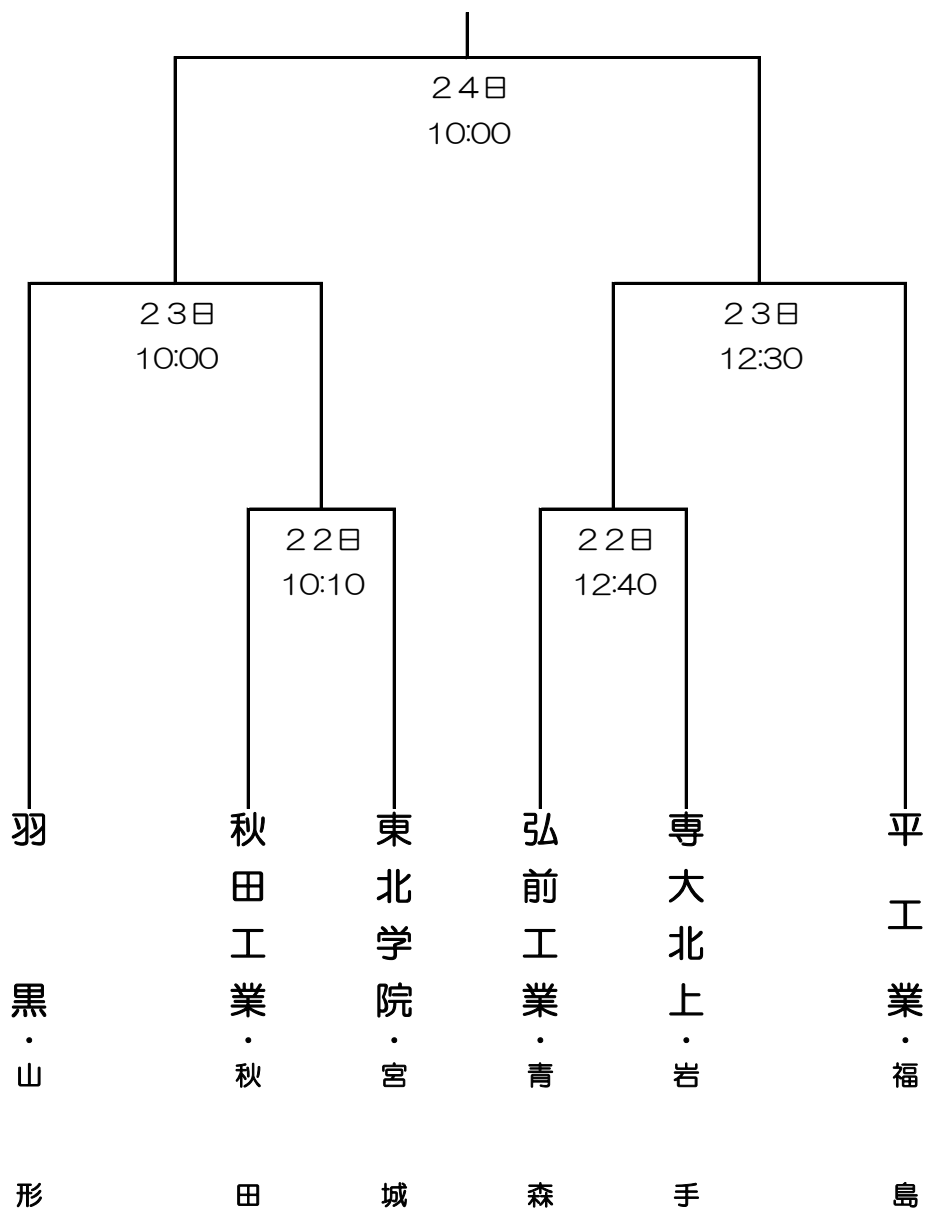 ２４日
10:00
２３日
10:00
２３日
12:30
２２日
10:10
２２日
12:40
羽黒・山形
秋田工業・秋田
東北学院・宮城
弘前工業・青森
専大北上・岩手
平工業・福島